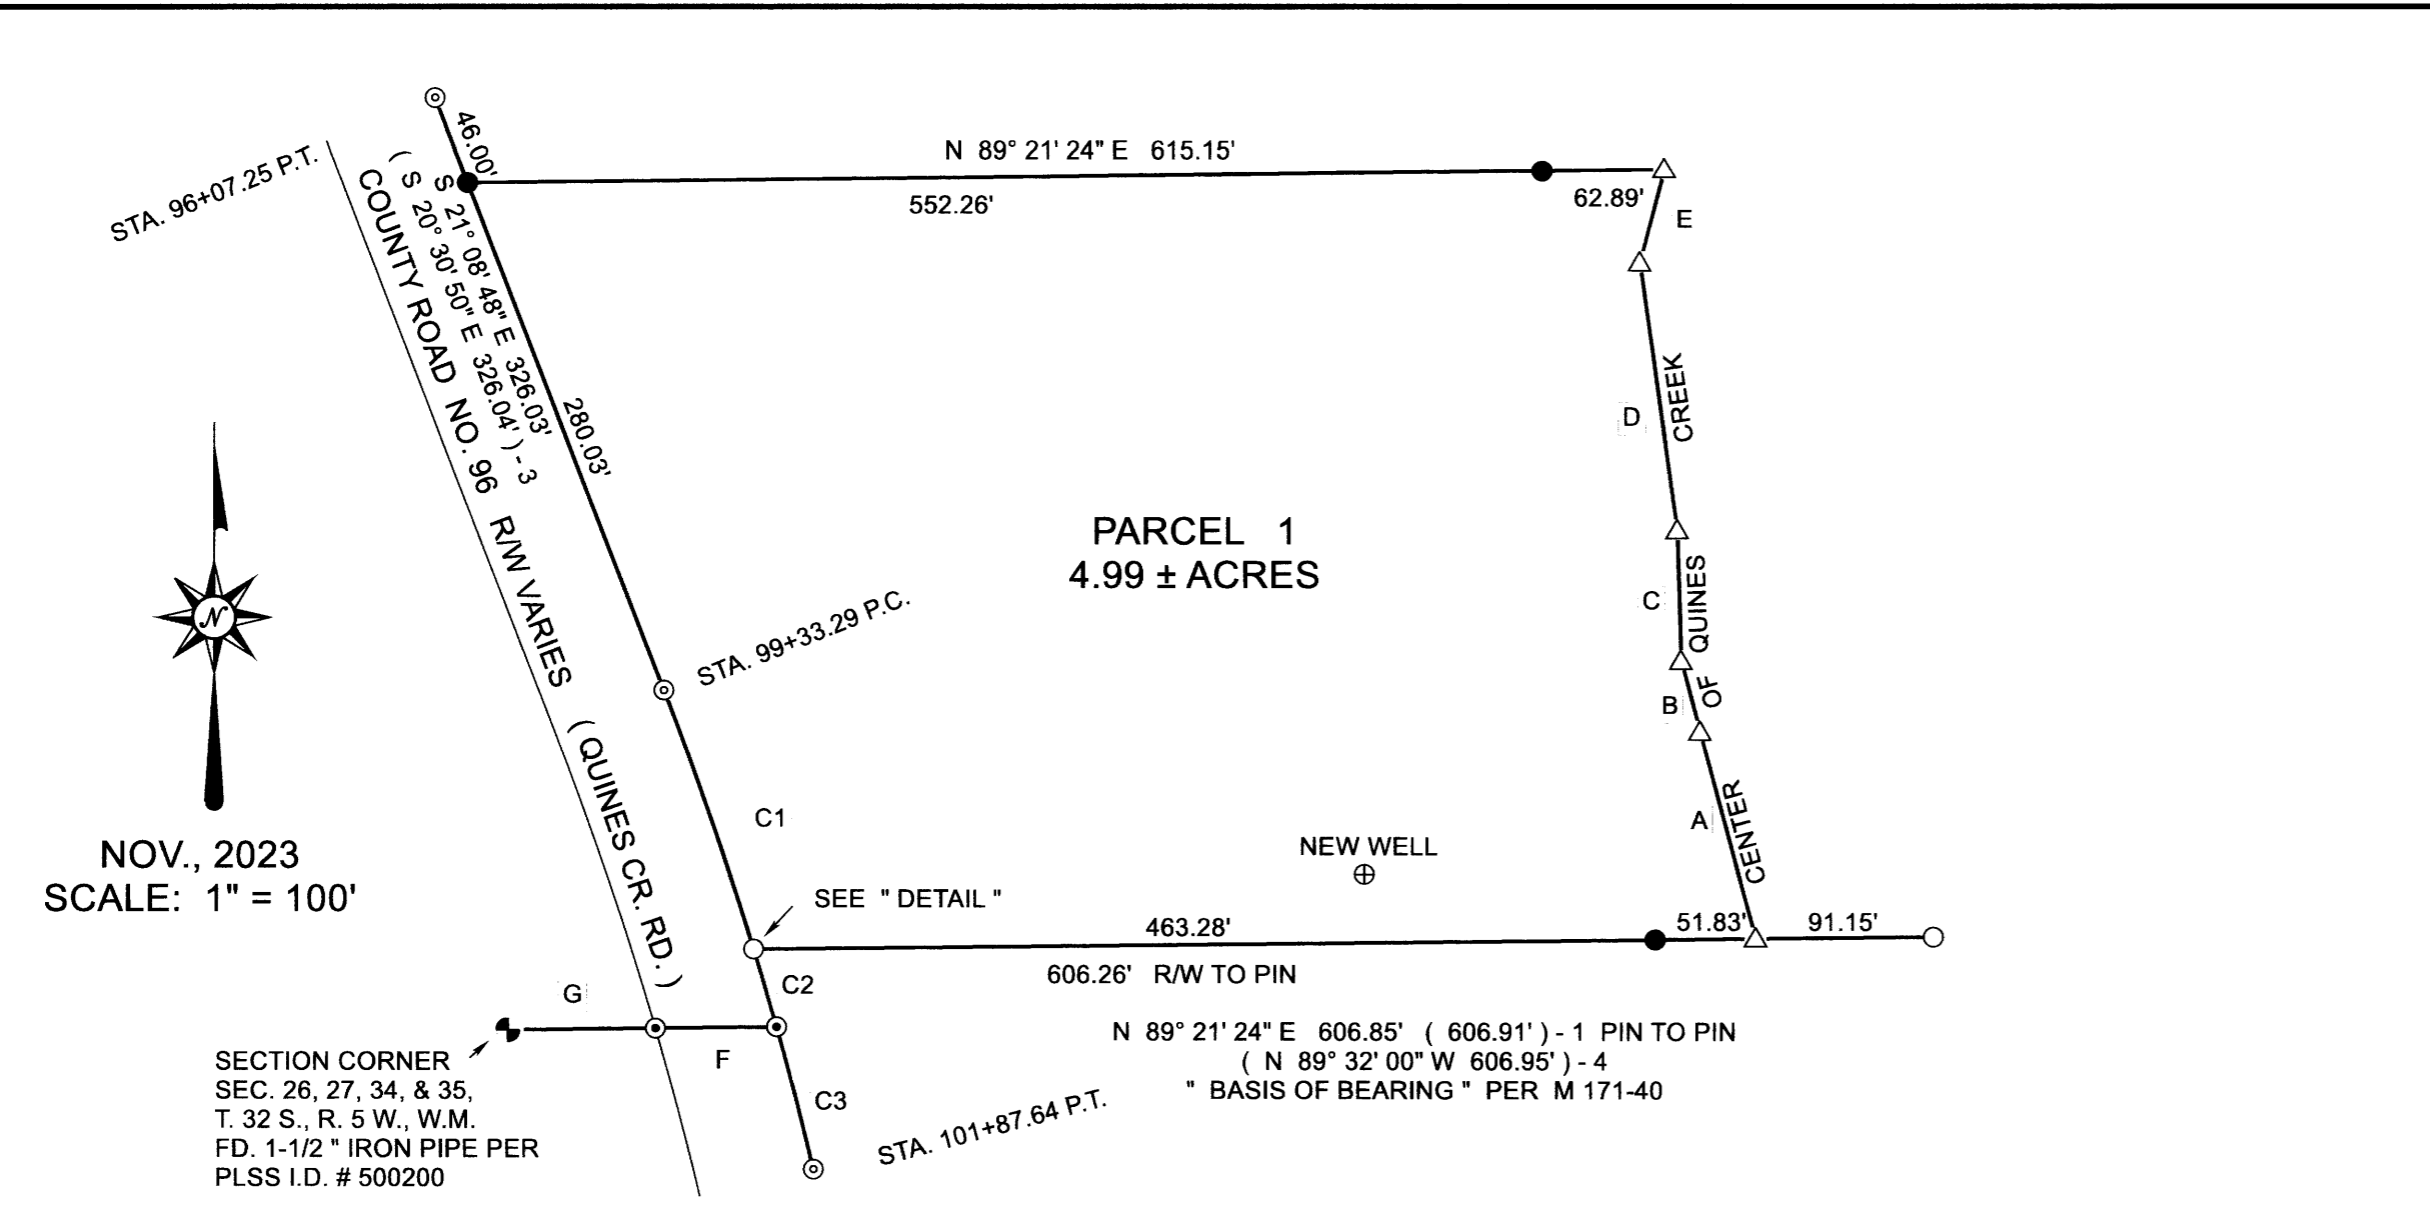 46.00'
N 89° 21' 24" E 615.15'
STA. 96+07.25 P.T.
552.26'
62.89'
E
S 21° 08' 48" E 326.03'
( S 20° 30' 50" E 326.04' ) - 3
COUNTY ROAD NO. 96 R/W VARIES ( QUINES CR. RD. )
280.03'
D
CREEK
PARCEL 1
4.99 ± ACRES
C
QUINES
STA. 99+33.29 P.C.
B
OF
N
C1
A
CENTER
NOV., 2023
SCALE: 1" = 100'
NEW WELL
SEE " DETAIL "
463.28'
51.83'
91.15'
606.26' R/W TO PIN
C2
G
N 89° 21' 24" E 606.85' ( 606.91' ) - 1 PIN TO PIN
( N 89° 32' 00" W 606.95' ) - 4
" BASIS OF BEARING " PER M 171-40
F
SECTION CORNER
SEC. 26, 27, 34, & 35,
T. 32 S., R. 5 W., W.M.
FD. 1-1/2 " IRON PIPE PER
PLSS I.D. # 500200
C3
STA. 101+87.64 P.T.